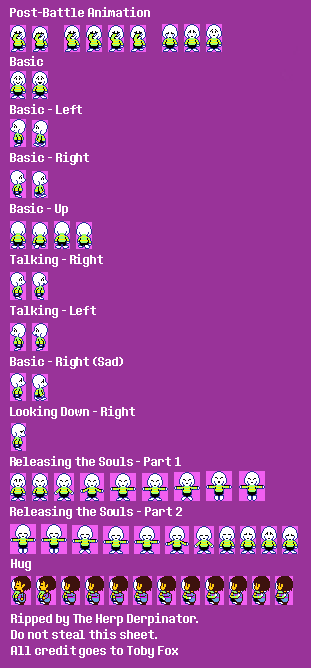 Post-Battle Animation
Basic
Basic - Left
Basic - Right
Basic - Up
Talking - Right
Talking - Left
Basic - Right (Sad)
Looking Down - Right
Releasing the Souls - Part 1
Releasing the Souls - Part 2
Hug
Ripped by The Herp Derpinator.
Do not steal this sheet.
All credit goes to Toby Fox